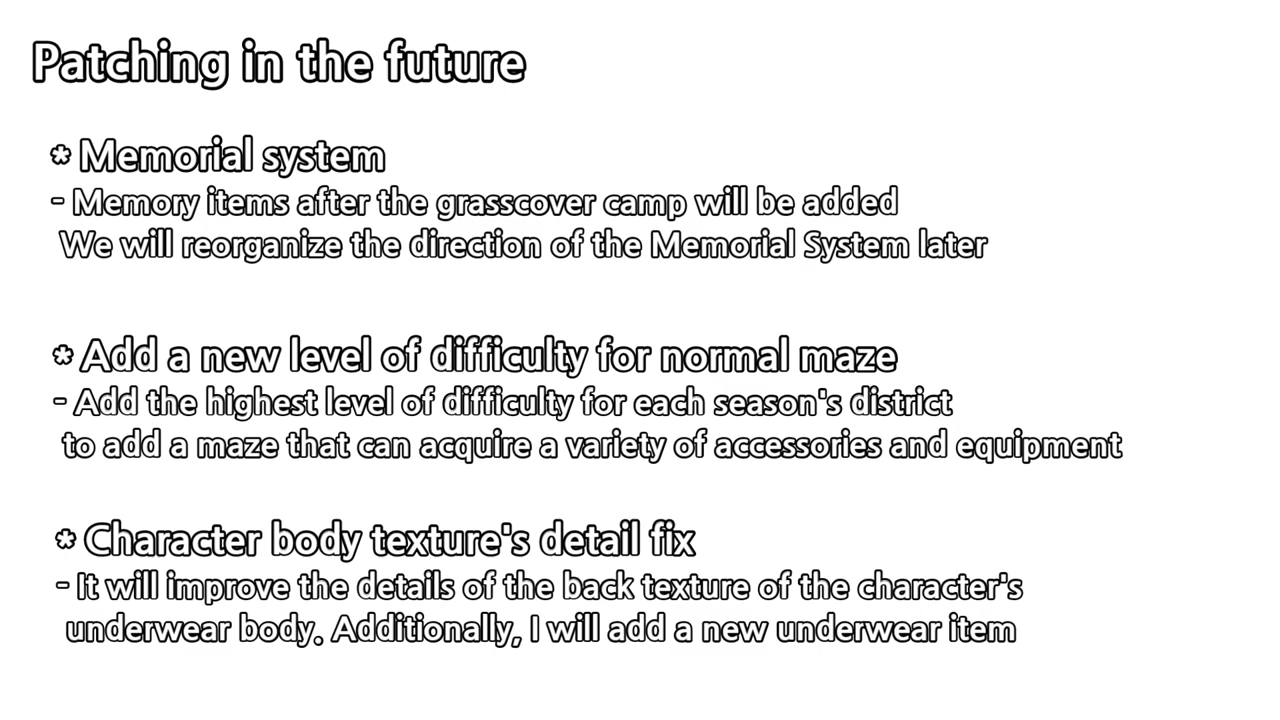 Patching in the future
* Memorial system
- Memory items after the grasscover camp will be added
We will reorganize the direction of the Memorial System later
* Add a new level of difficulty for normal maze
- Add the highest level of difficulty for each season's district
to add a maze that can acquire a variety of accessories and equipment
* Character body texture's detail fix
- It will improve the details of the back texture of the character's
underwear body. Additionally, I will add a new underwear item